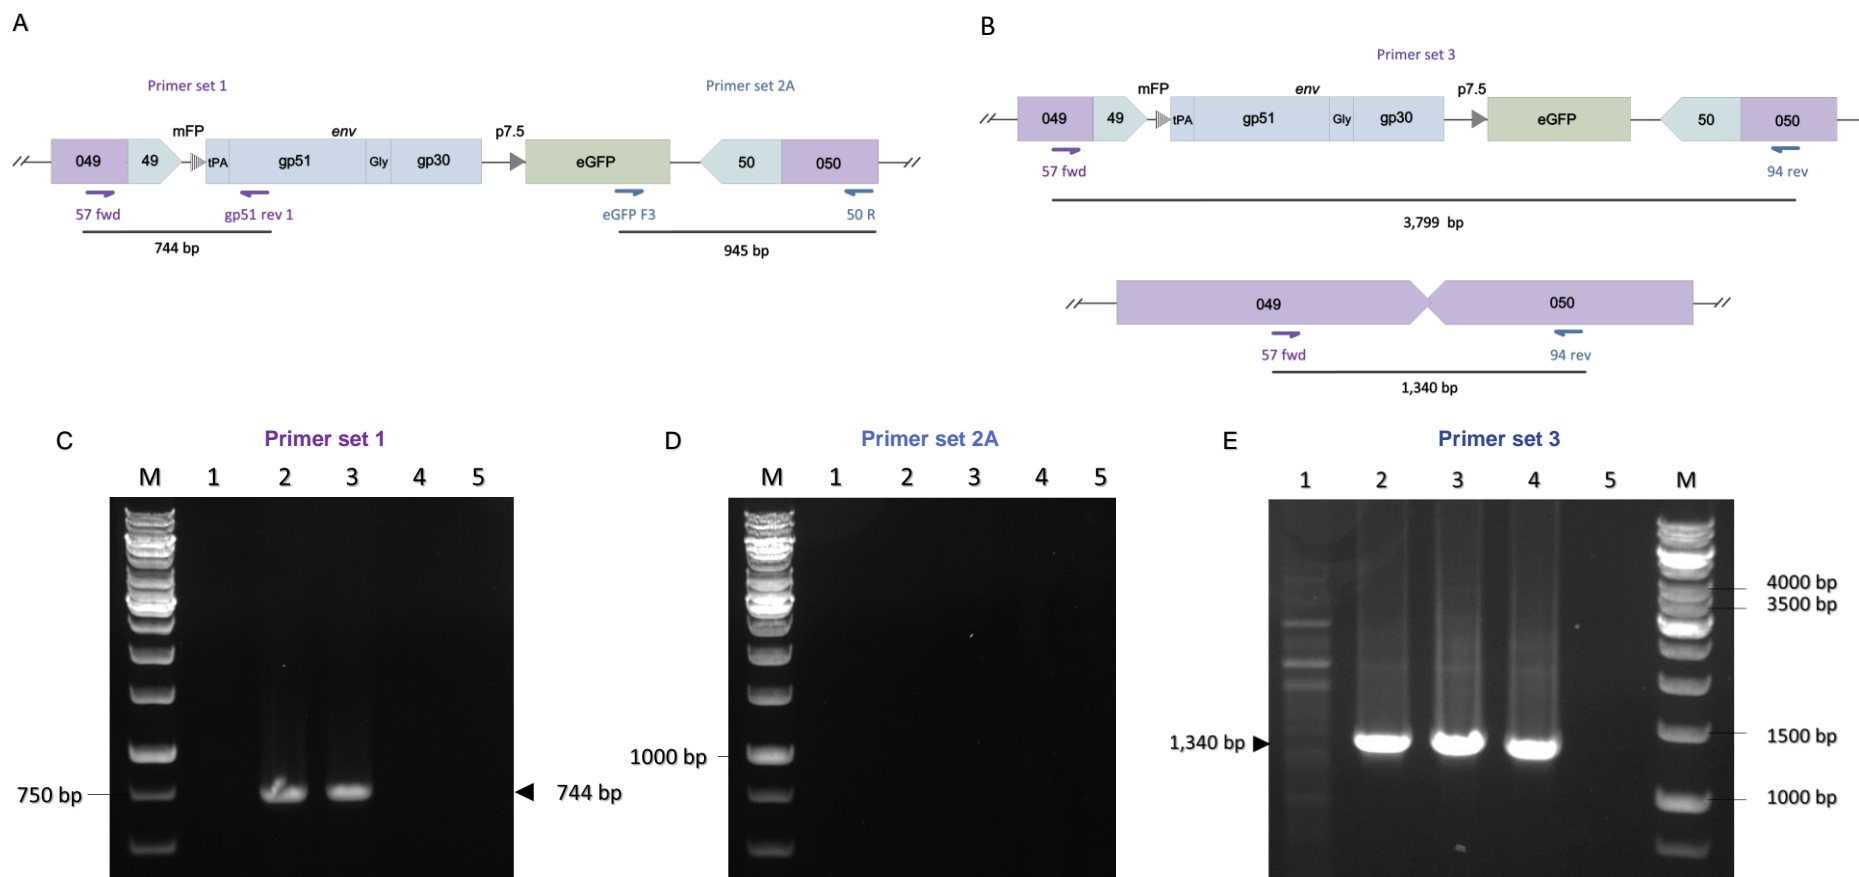 A
Primer set 1
Primer set 2A
mFP
env
p7.5
049
49
tPA
gp51
Gly
gp30
eGFP
50
050
57 fwd
gp51 rev 1
eGFP F3
50 R
744 bp
945 bp
B
Primer set 3
mFP
env
p7.5
049
49
tPA
gp51
Gly
gp30
eGFP
50
050
57 fwd
94 rev
3,799 bp
049
050
57 fwd
94 rev
1,340 bp
C
Primer set 1
M 1 2 3 4 5
750 bp
744 bp
D
Primer set 2A
M 1 2 3 4 5
1000 bp
E
Primer set 3
1 2 3 4 5 M
4000 bp
3500 bp
1,340 bp
1500 bp
1000 bp